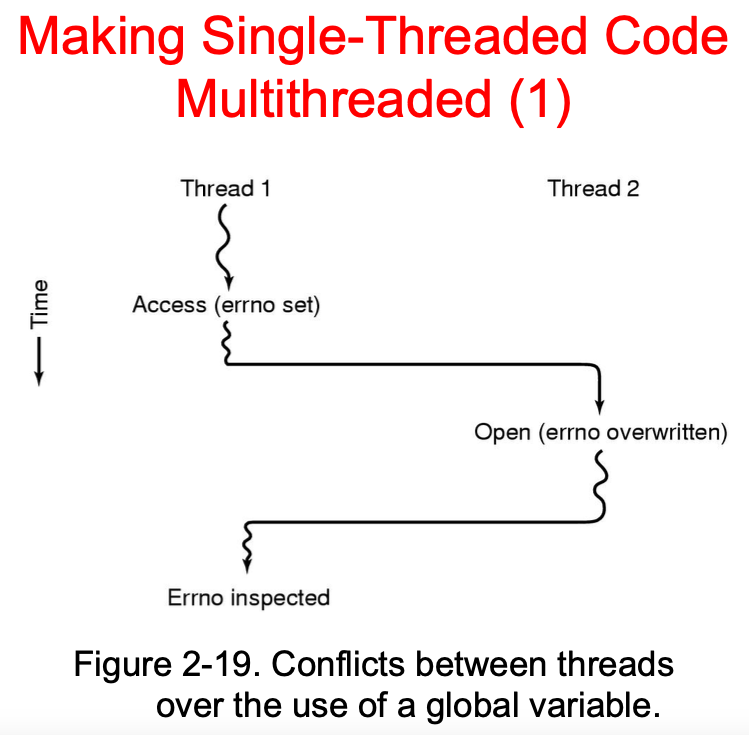 Making Single-Threaded Code
Multithreaded (1)
Thread 1
Thread 2
Time
Access (errno set)
Open (errno overwritten)
Errno inspected
Figure 2-19. Conflicts between threads
over the use of a global variable.